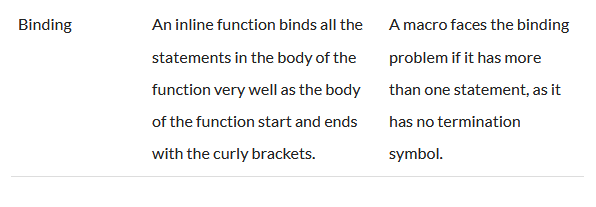 Binding
An inline function binds all the
statements in the body of the
function very well as the body
of the function start and ends
with the curly brackets.
A macro faces the binding
problem if it has more
than one statement, as it
has no termination
symbol.